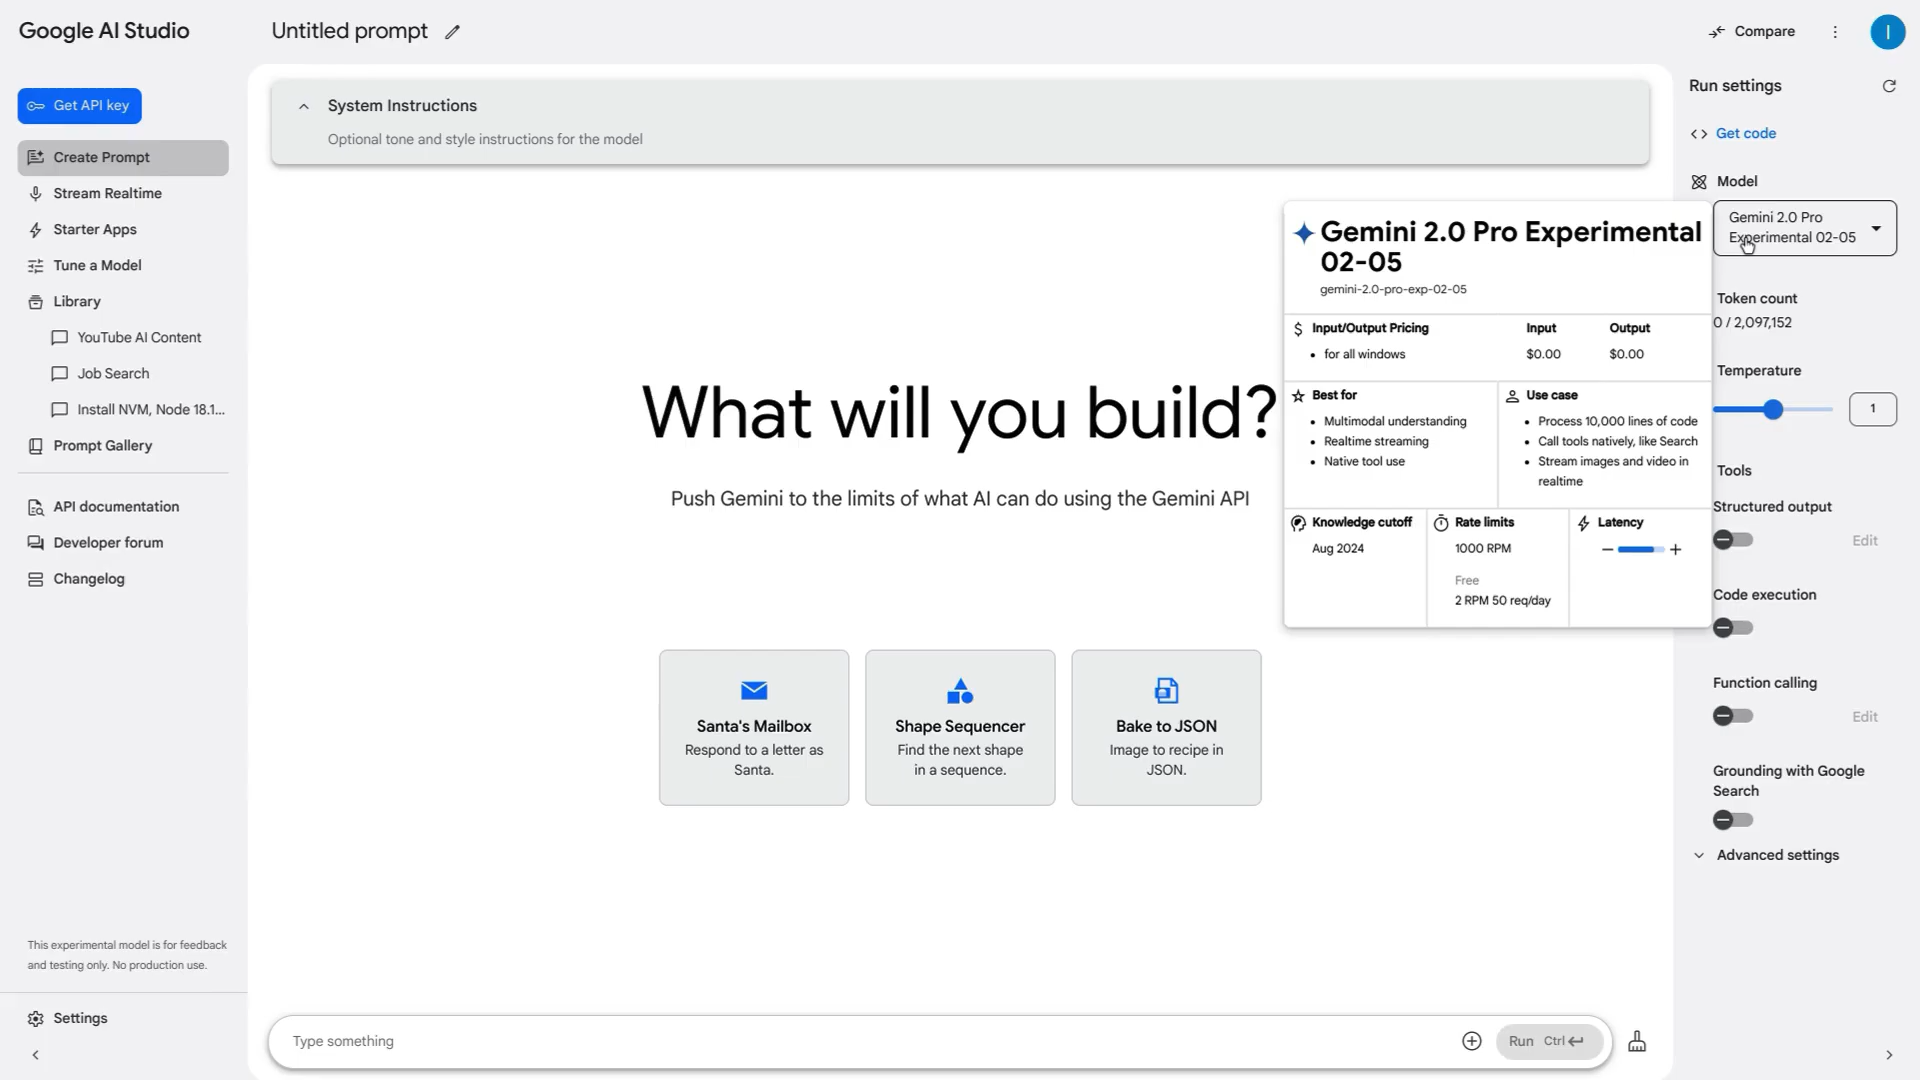 Google AI Studio
Untitled prompt
Compare
I
Get API key
Create Prompt
Stream Realtime
Starter Apps
Tune a Model
Library
YouTube AI Content
Job Search
Install NVM, Node 18.1...
Prompt Gallery
API documentation
Developer forum
Changelog
This experimental model is for feedback
and testing only. No production use.
Settings
System Instructions
Optional tone and style instructions for the model
What will you build?
Push Gemini to the limits of what AI can do using the Gemini API
Santa's Mailbox
Respond to a letter as
Santa.
Shape Sequencer
Find the next shape
in a sequence.
Bake to JSON
Image to recipe in
JSON.
Type something
Run Ctrl
Gemini 2.0 Pro Experimental
02-05
gemini-2.0-pro-exp-02-05
$ Input/Output Pricing Input Output
• for all windows $0.00 $0.00
Best for
• Multimodal understanding
• Realtime streaming
• Native tool use
Use case
• Process 10,000 lines of code
• Call tools natively, like Search
• Stream images and video in
realtime
Knowledge cutoff
Aug 2024
Rate limits
1000 RPM
Free
2 RPM 50 req/day
Latency
Run settings
<> Get code
Model
Gemini 2.0 Pro
Experimental 02-05
Token count
0 / 2,097,152
Temperature
1
Tools
Structured output
Edit
Code execution
Function calling
Edit
Grounding with Google
Search
Advanced settings